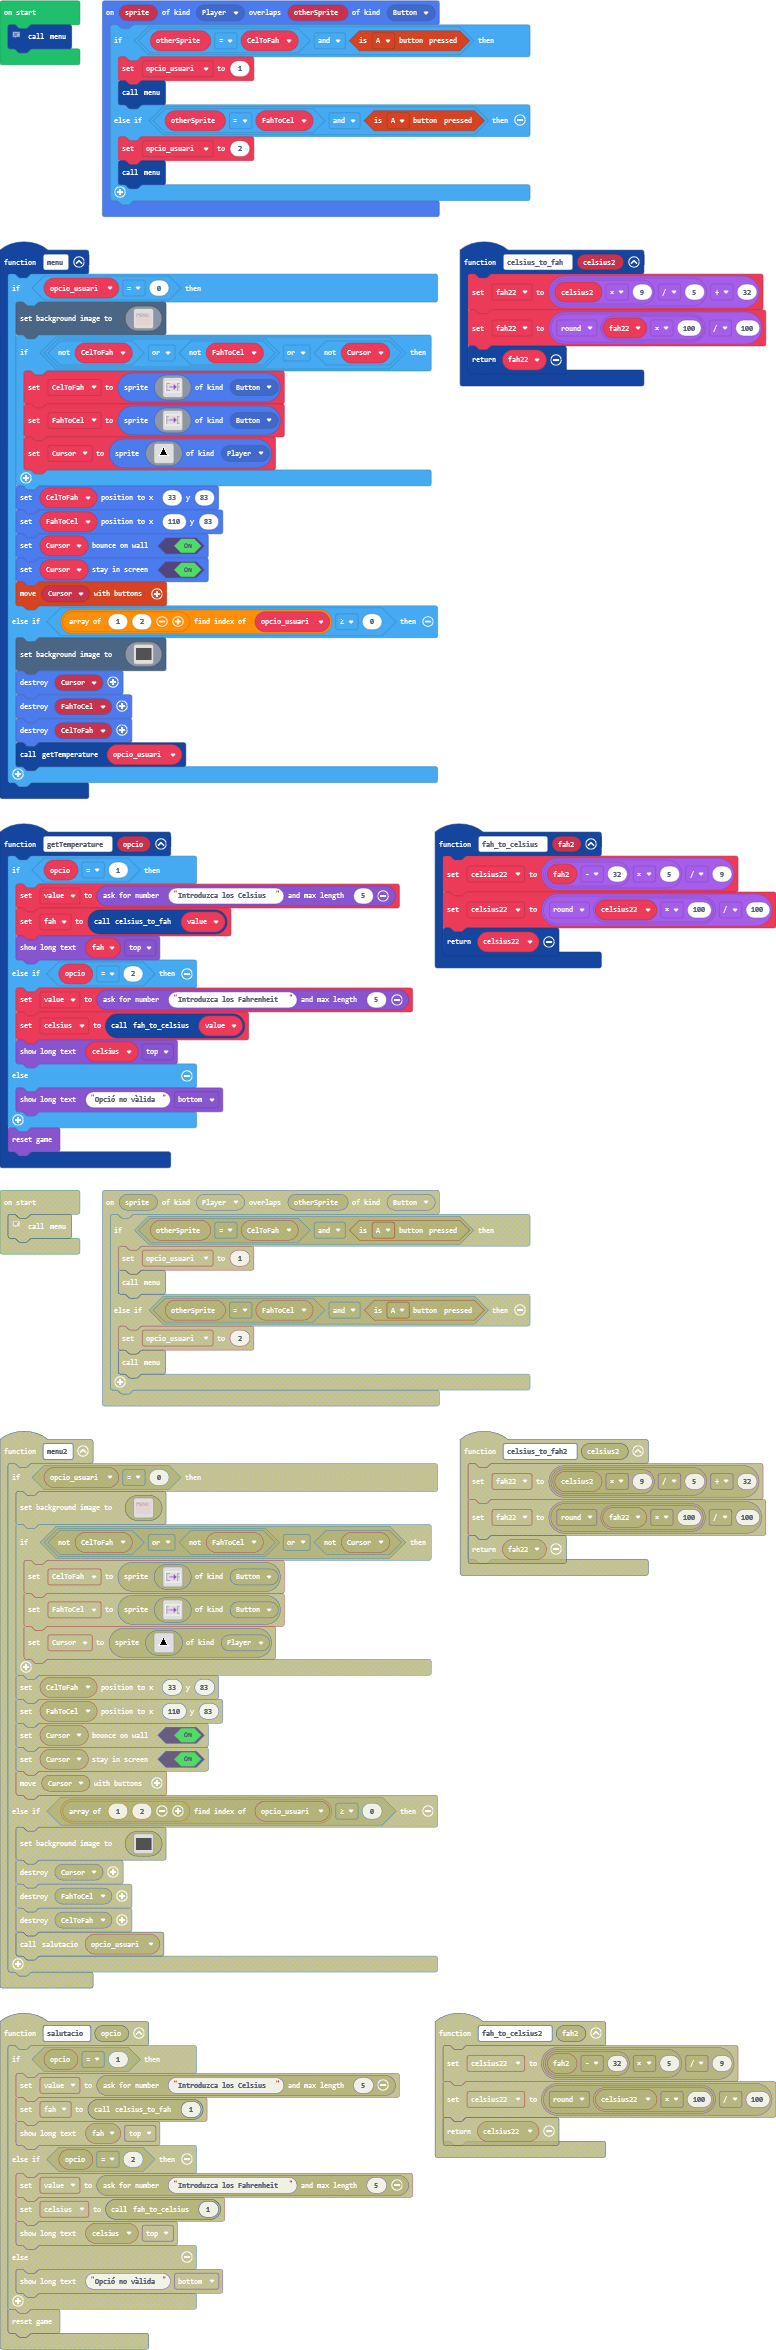 on start
call menu
on sprite of kind Player overlaps otherSprite of kind Button
if otherSprite = CelToFah and is A button pressed then
set opcio_usuari to 1
call menu
else if otherSprite = FahToCel and is A button pressed then
set opcio_usuari to 2
call menu
function menu
if opcio_usuari = 0 then
set background image to MENU
if not CelToFah or not FahToCel or not Cursor then
set CelToFah to sprite of kind Button
set FahToCel to sprite of kind Button
set Cursor to sprite of kind Player
set CelToFah position to x 33 y 83
set FahToCel position to x 110 y 83
set Cursor bounce on wall ON
set Cursor stay in screen ON
move Cursor with buttons
else if array of 1 2 find index of opcio_usuari ≥ 0 then
set background image to
destroy Cursor
destroy FahToCel
destroy CelToFah
call getTemperature opcio_usuari
function celsius_to_fah celsius2
set fah22 to celsius2 × 9 / 5 + 32
set fah22 to round fah22 × 100 / 100
return fah22
function getTemperature opcio
if opcio = 1 then
set value to ask for number "Introduzca los Celsius " and max length 5
set fah to call celsius_to_fah value
show long text fah top
else if opcio = 2 then
set value to ask for number "Introduzca los Fahrenheit " and max length 5
set celsius to call fah_to_celsius value
show long text celsius top
else
show long text "Opció no vàlida " bottom
reset game
function fah_to_celsius fah2
set celsius22 to fah2 - 32 × 5 / 9
set celsius22 to round celsius22 × 100 / 100
return celsius22
on start
call menu
on sprite of kind Player overlaps otherSprite of kind Button
if otherSprite = CelToFah and is A button pressed then
set opcio_usuari to 1
call menu
else if otherSprite = FahToCel and is A button pressed then
set opcio_usuari to 2
call menu
function menu2
if opcio_usuari = 0 then
set background image to MENU
if not CelToFah or not FahToCel or not Cursor then
set CelToFah to sprite of kind Button
set FahToCel to sprite of kind Button
set Cursor to sprite of kind Player
set CelToFah position to x 33 y 83
set FahToCel position to x 110 y 83
set Cursor bounce on wall ON
set Cursor stay in screen ON
move Cursor with buttons
else if array of 1 2 find index of opcio_usuari ≥ 0 then
set background image to
destroy Cursor
destroy FahToCel
destroy CelToFah
call salutacio opcio_usuari
function celsius_to_fah2 celsius2
set fah22 to celsius2 × 9 / 5 + 32
set fah22 to round fah22 × 100 / 100
return fah22
function salutacio opcio
if opcio = 1 then
set value to ask for number "Introduzca los Celsius " and max length 5
set fah to call celsius_to_fah 1
show long text fah top
else if opcio = 2 then
set value to ask for number "Introduzca los Fahrenheit " and max length 5
set celsius to call fah_to_celsius 1
show long text celsius top
else
show long text "Opció no vàlida " bottom
reset game
function fah_to_celsius2 fah2
set celsius22 to fah2 - 32 × 5 / 9
set celsius22 to round celsius22 × 100 / 100
return celsius22